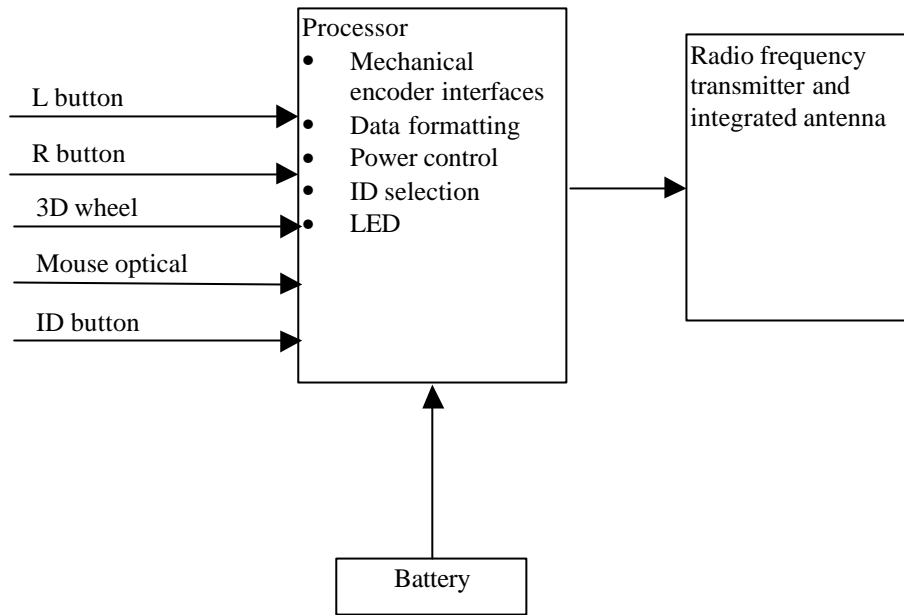 Processor
• Mechanical
encoder interfaces
• Data formatting
• Power control
• ID selection
• LED
Radio frequency
transmitter and
integrated antenna
L button
R button
3D wheel
Mouse optical
ID button
Battery